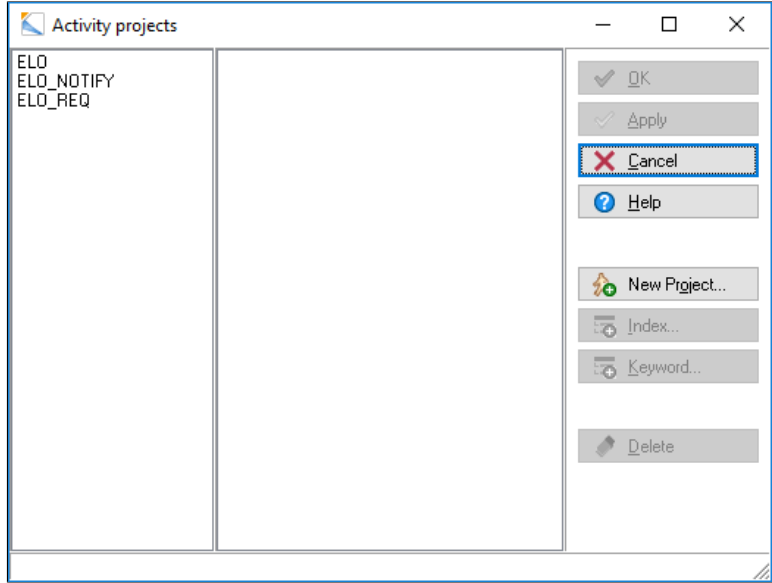 Activity projects
ELO
ELO_NOTIFY
ELO_REQ
OK
Apply
Cancel
Help
New Project...
Index...
Keyword...
Delete